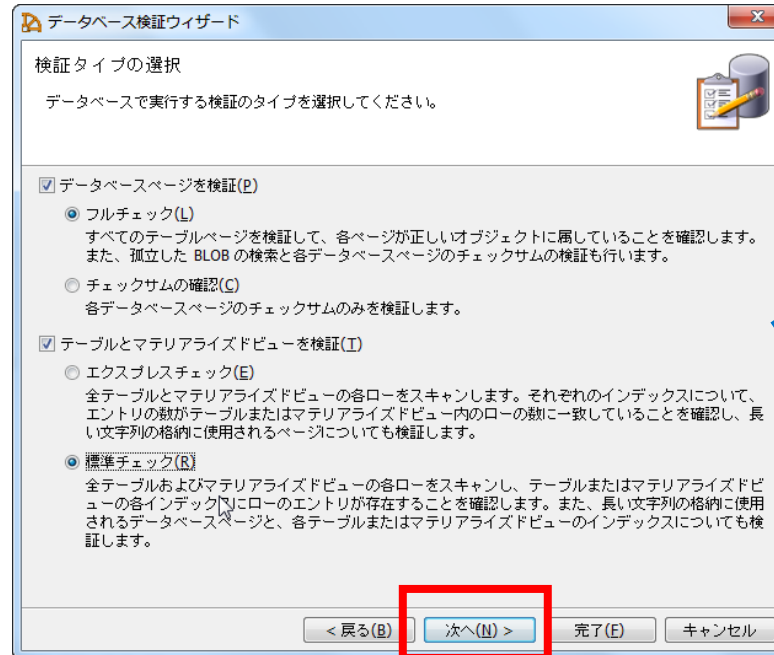 データベース検証ウィザード
検証タイプの選択
データベースで実行する検証のタイプを選択してください。
データベースページを検証(P)
フルチェック(L)
すべてのテーブルページを検証して、各ページが正しいオブジェクトに属していることを確認します。
また、孤立した BLOB の検索と各データベースページのチェックサムの検証も行います。
チェックサムの確認(C)
各データベースページのチェックサムのみを検証します。
テーブルとマテリアライズドビューを検証(T)
エクスプレスチェック(E)
全テーブルとマテリアライズドビューの各ローをスキャンします。それぞれのインデックスについて、
エントリの数がテーブルまたはマテリアライズドビュー内のローの数に一致していることを確認し、長
い文字列の格納に使用されるページについても検証します。
標準チェック(R)
全テーブルおよびマテリアライズドビューの各ローをスキャンし、テーブルまたはマテリアライズドビ
ューの各インデックスにローのエントリが存在することを確認します。また、長い文字列の格納に使用
されるデータベースページと、各テーブルまたはマテリアライズドビューのインデックスについても検
証します。
< 戻る(B)
次へ(N) >
完了(F)
キャンセル